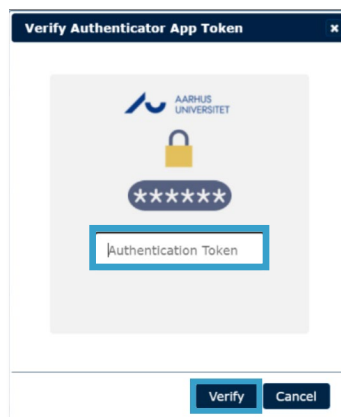 Verify Authenticator App Token
AARHUS
UNIVERSITET
******
Authentication Token
Verify Cancel